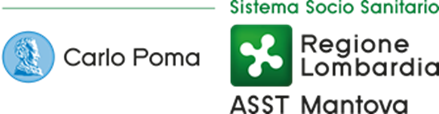 Sistema Socio Sanitario
Carlo Poma
Regione
Lombardia
ASST Mantova